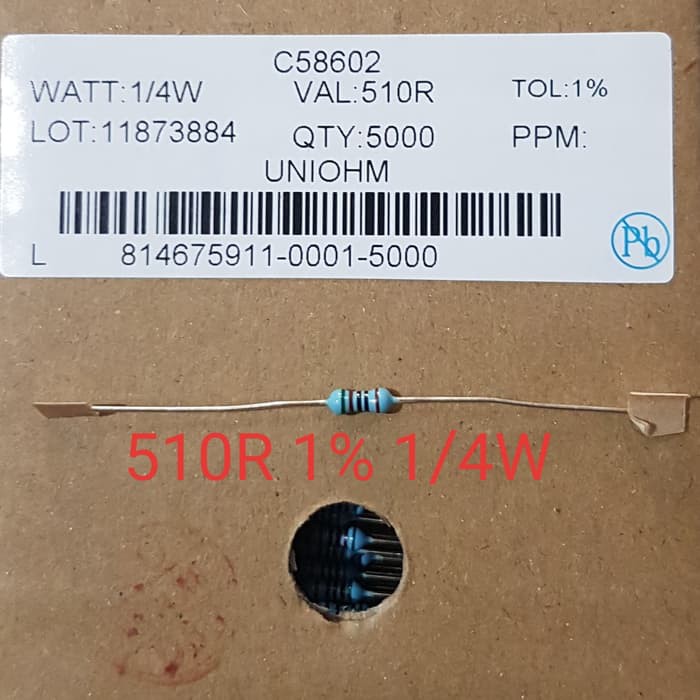 C58602
WATT:1/4W VAL:510R TOL:1%
LOT:11873884 QTY:5000 PPM:
UNIOHM
L 814675911-0001-5000
Pb
510R 1% 1/4W